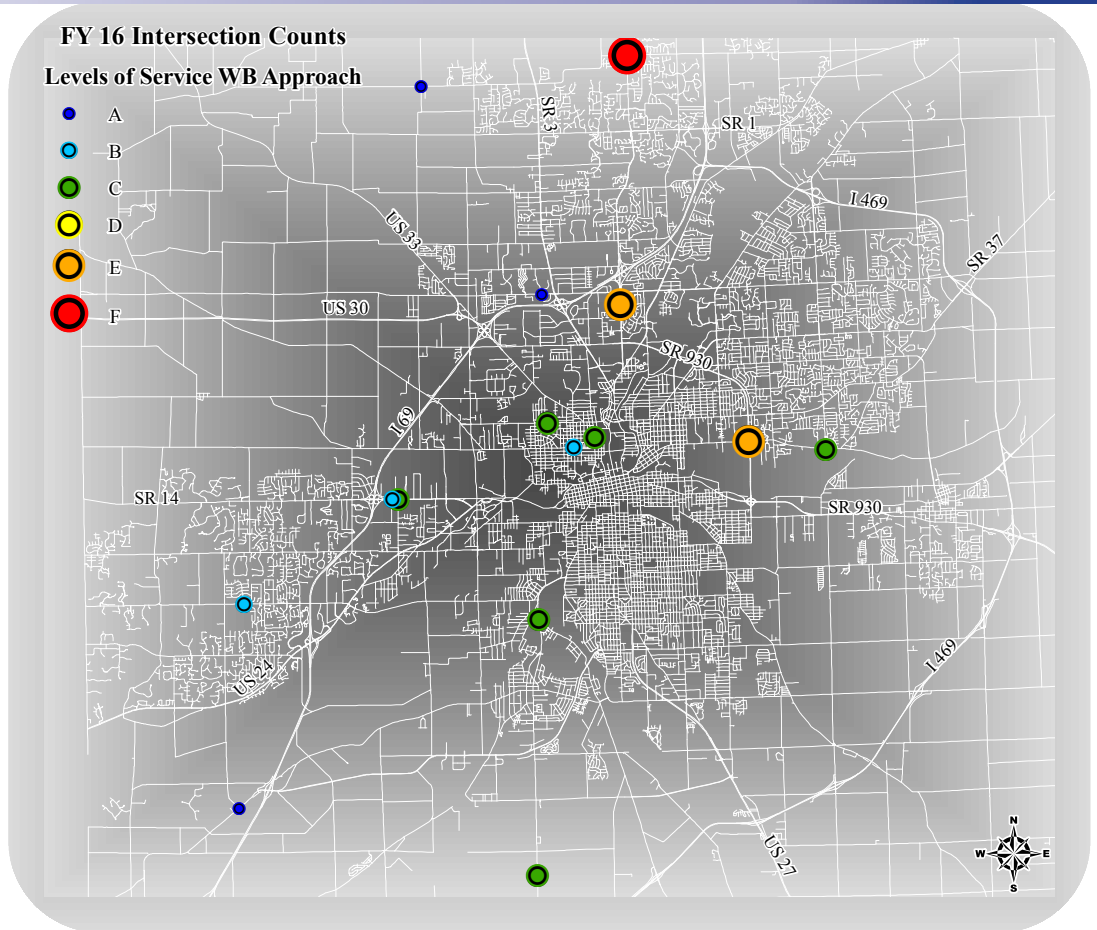 FY 16 Intersection Counts
Levels of Service WB Approach
A
B
C
D
E
F
SR 3
SR 1
I 469
US 33
SR 37
US 30
SR 930
I 69
SR 14
SR 930
US 24
I 469
US 27
N
W
E
S